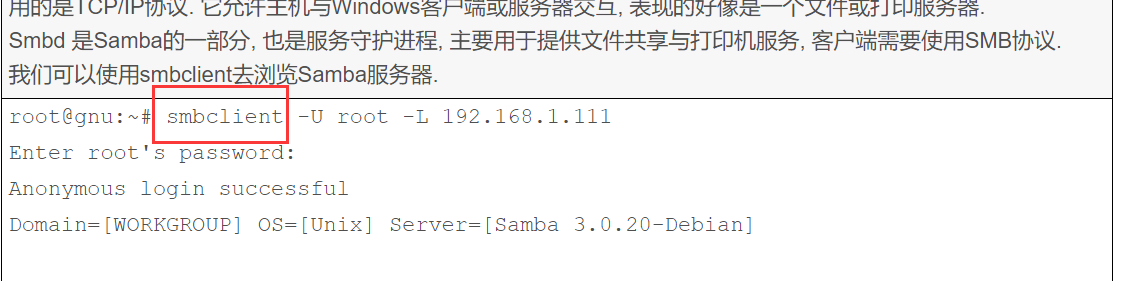 用的是TCP/IP协议. 它允许主机与Windows客户端或服务器交互, 表现的好像是一个文件或打印服务器.
Smbd 是Samba的一部分, 也是服务守护进程, 主要用于提供文件共享与打印机服务, 客户端需要使用SMB协议.
我们可以使用smbclient去浏览Samba服务器.
root@gnu:~# smbclient -U root -L 192.168.1.111
Enter root's password:
Anonymous login successful
Domain=[WORKGROUP] OS=[Unix] Server=[Samba 3.0.20-Debian]